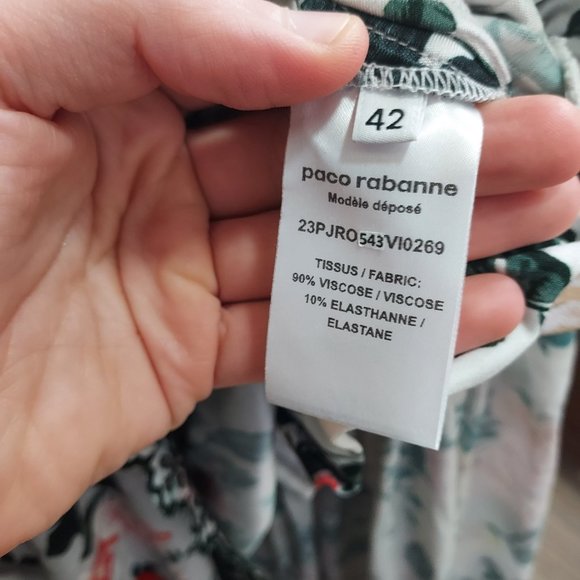 42
paco rabanne
Modèle déposé
23PJRO543VI0269
TISSUS / FABRIC:
90% VISCOSE / VISCOSE
10% ELASTHANNE /
ELASTANE